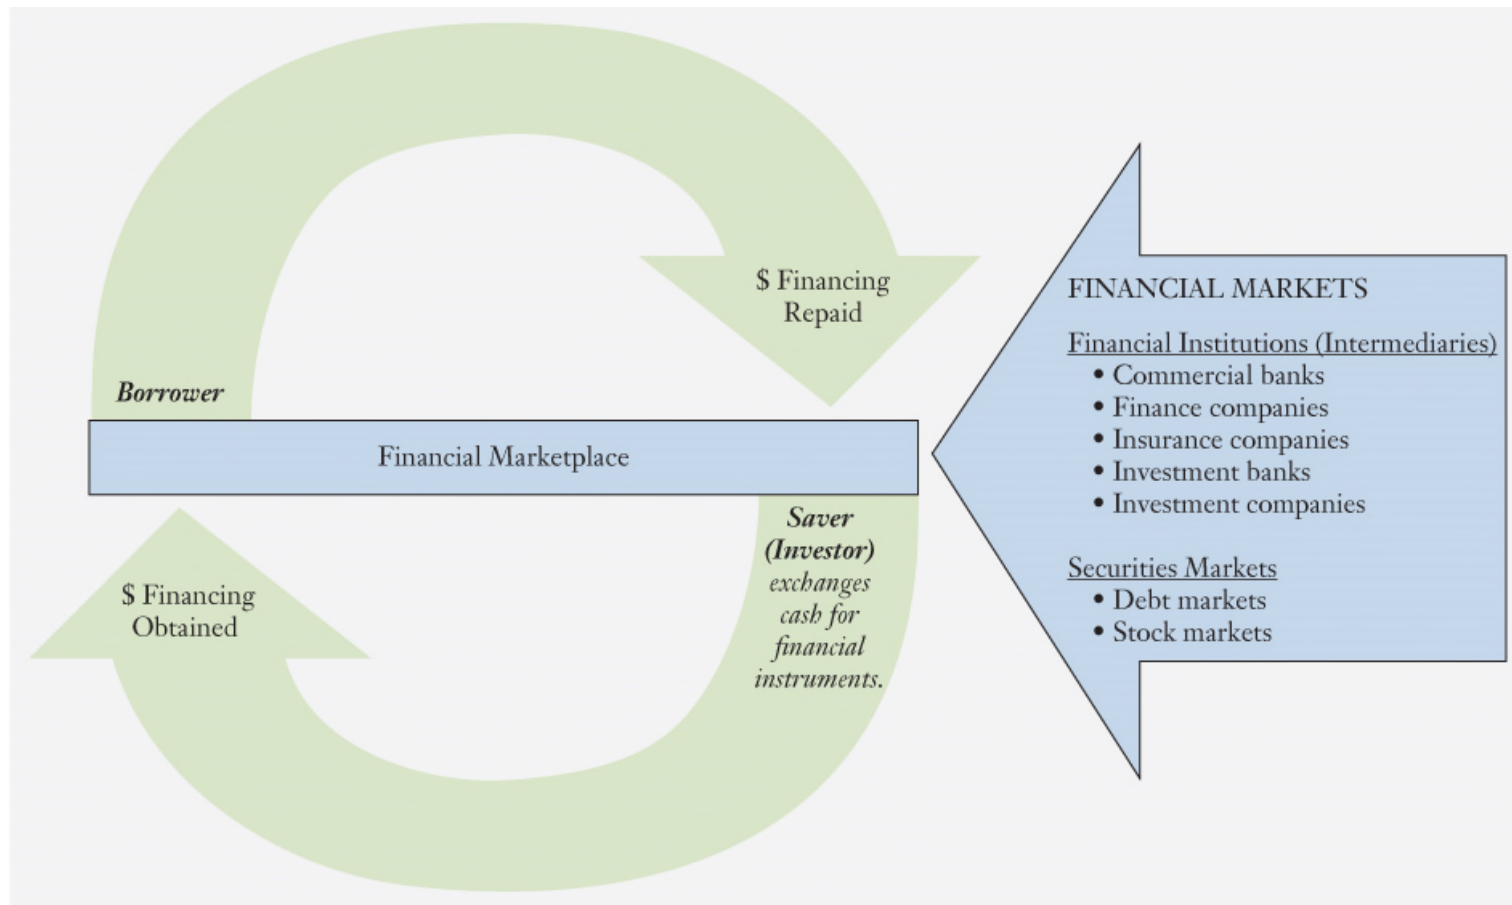 $ Financing
Repaid
Borrower
Financial Marketplace
Saver
(Investor)
exchanges
cash for
financial
instruments.
$ Financing
Obtained
FINANCIAL MARKETS
Financial Institutions (Intermediaries)
• Commercial banks
• Finance companies
• Insurance companies
• Investment banks
• Investment companies
Securities Markets
• Debt markets
• Stock markets